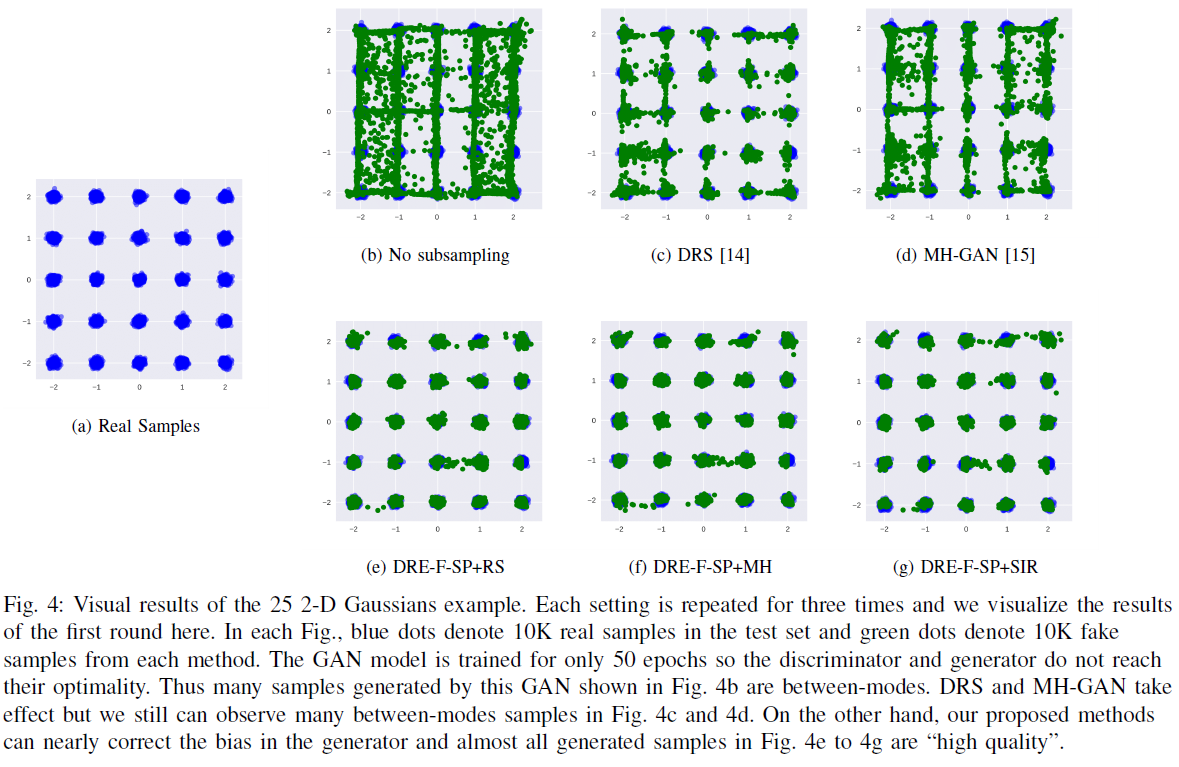 2
1
0
−1
−2
−2 −1 0 1 2
(a) Real Samples
2
1
0
−1
−2
−2 −1 0 1 2
(b) No subsampling
2
1
0
−1
−2
−2 −1 0 1 2
(c) DRS [14]
2
1
0
−1
−2
−2 −1 0 1 2
(d) MH-GAN [15]
2
1
0
−1
−2
−2 −1 0 1 2
(e) DRE-F-SP+RS
2
1
0
−1
−2
−2 −1 0 1 2
(f) DRE-F-SP+MH
2
1
0
−1
−2
−2 −1 0 1 2
(g) DRE-F-SP+SIR
Fig. 4: Visual results of the 25 2-D Gaussians example. Each setting is repeated for three times and we visualize the results
of the first round here. In each Fig., blue dots denote 10K real samples in the test set and green dots denote 10K fake
samples from each method. The GAN model is trained for only 50 epochs so the discriminator and generator do not reach
their optimality. Thus many samples generated by this GAN shown in Fig. 4b are between-modes. DRS and MH-GAN take
effect but we still can observe many between-modes samples in Fig. 4c and 4d. On the other hand, our proposed methods
can nearly correct the bias in the generator and almost all generated samples in Fig. 4e to 4g are “high quality”.